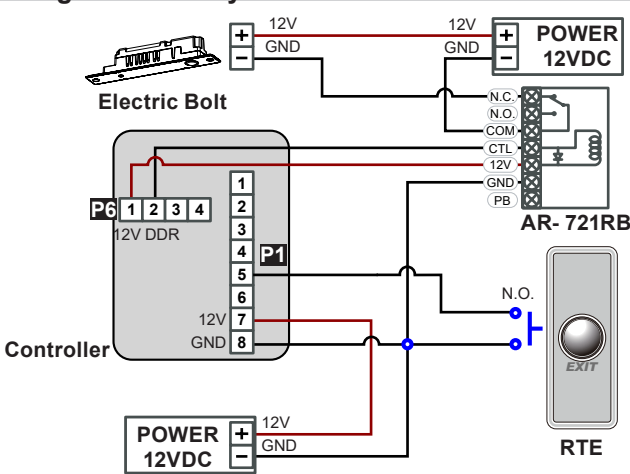 12V
12V
+
+
POWER
12VDC
GND
GND
−
−
Electric Bolt
N.C.
N.O.
COM
CTL
12V
GND
PB
AR- 721RB
P6
1 2 3 4
12V DDR
1
2
3
4
P1
5
6
12V 7
GND 8
Controller
N.O.
EXIT
RTE
POWER
12VDC
+
12V
−
GND